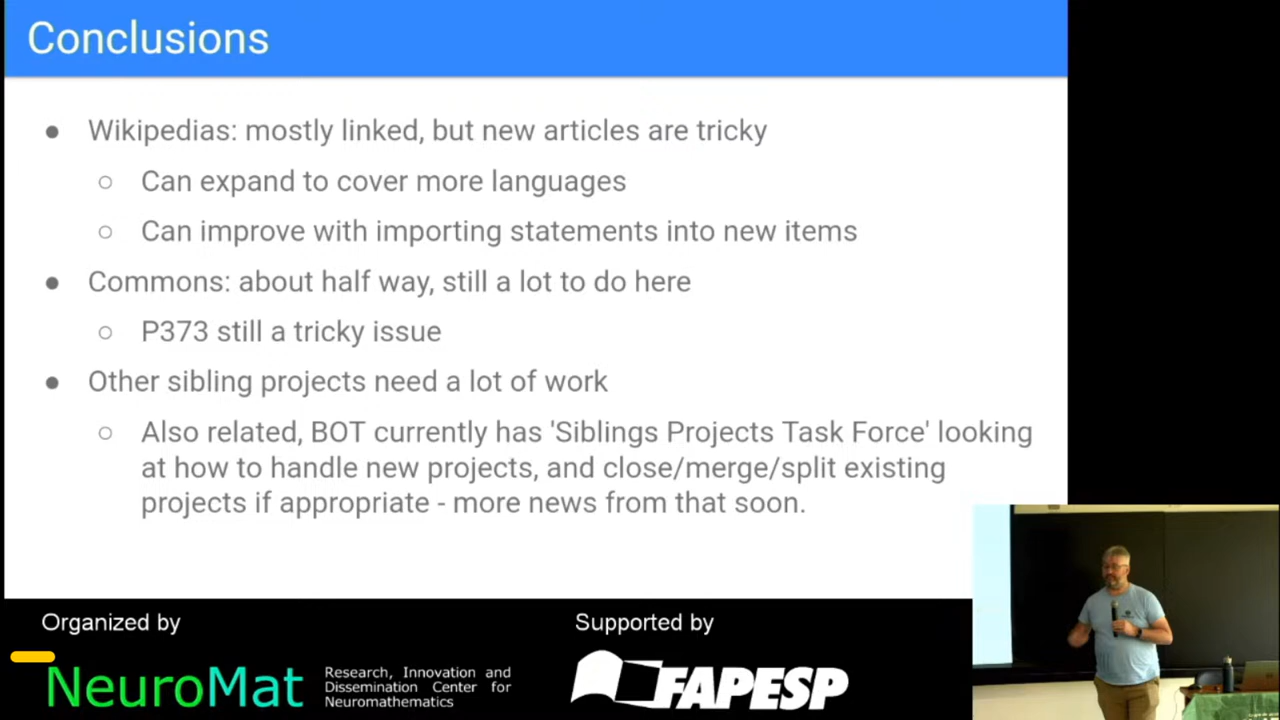 Conclusions
● Wikipedias: mostly linked, but new articles are tricky
○ Can expand to cover more languages
○ Can improve with importing statements into new items
● Commons: about half way, still a lot to do here
○ P373 still a tricky issue
● Other sibling projects need a lot of work
○ Also related, BOT currently has 'Siblings Projects Task Force' looking
at how to handle new projects, and close/merge/split existing
projects if appropriate - more news from that soon.
Organized by
NeuroMat
Research, Innovation and
Dissemination Center for
Neuromathematics
Supported by
FAPESP